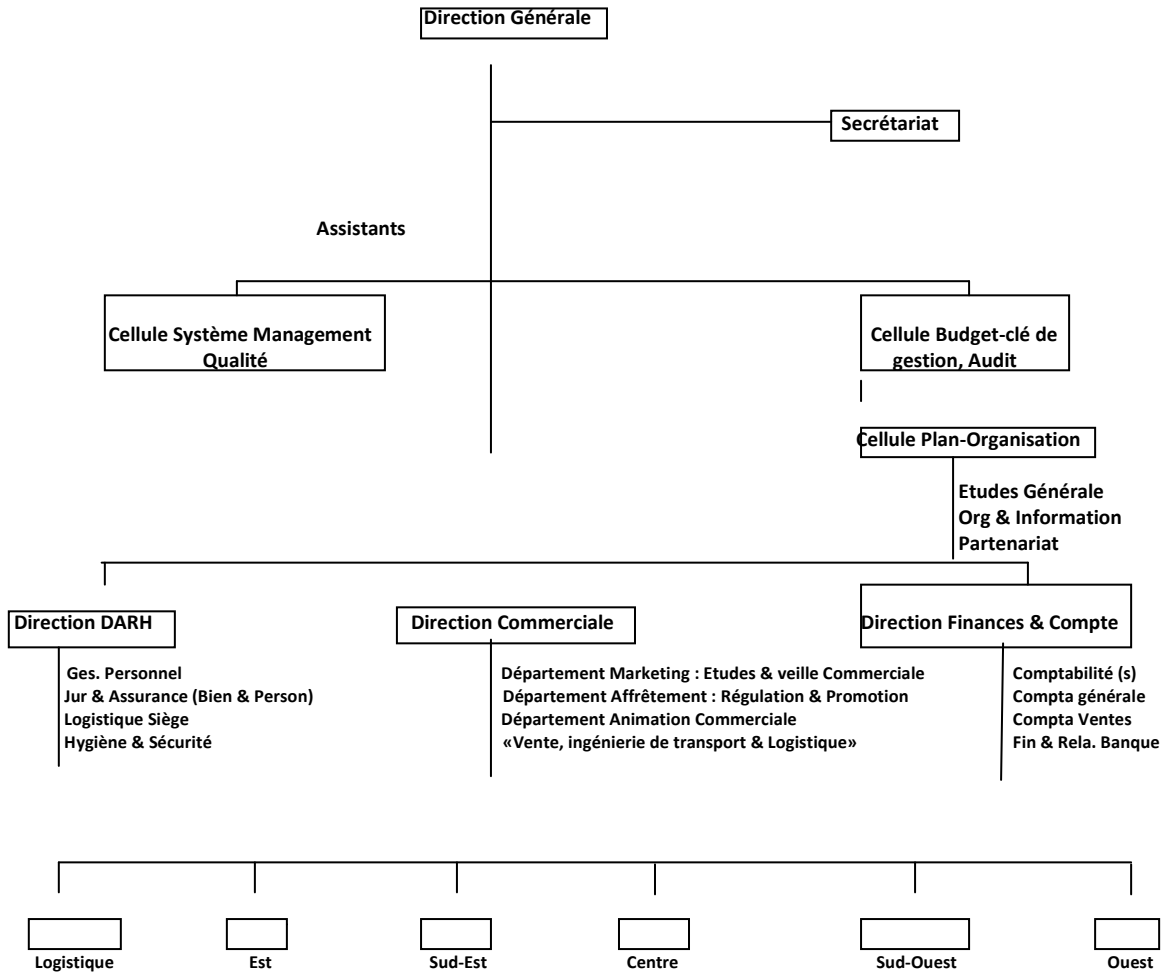 Direction Générale
Secrétariat
Assistants
Cellule Système Management
Qualité
Cellule Budget-clé de
gestion, Audit
Cellule Plan-Organisation
Etudes Générale
Org & Information
Partenariat
Direction DARH
Ges. Personnel
Jur & Assurance (Bien & Person)
Logistique Siège
Hygiène & Sécurité
Direction Commerciale
Département Marketing : Etudes & veille Commerciale
Département Affrêtement : Régulation & Promotion
Département Animation Commerciale
«Vente, ingénierie de transport & Logistique»
Direction Finances & Compte
Comptabilité (s)
Compta générale
Compta Ventes
Fin & Rela. Banque
Logistique
Est
Sud-Est
Centre
Sud-Ouest
Ouest